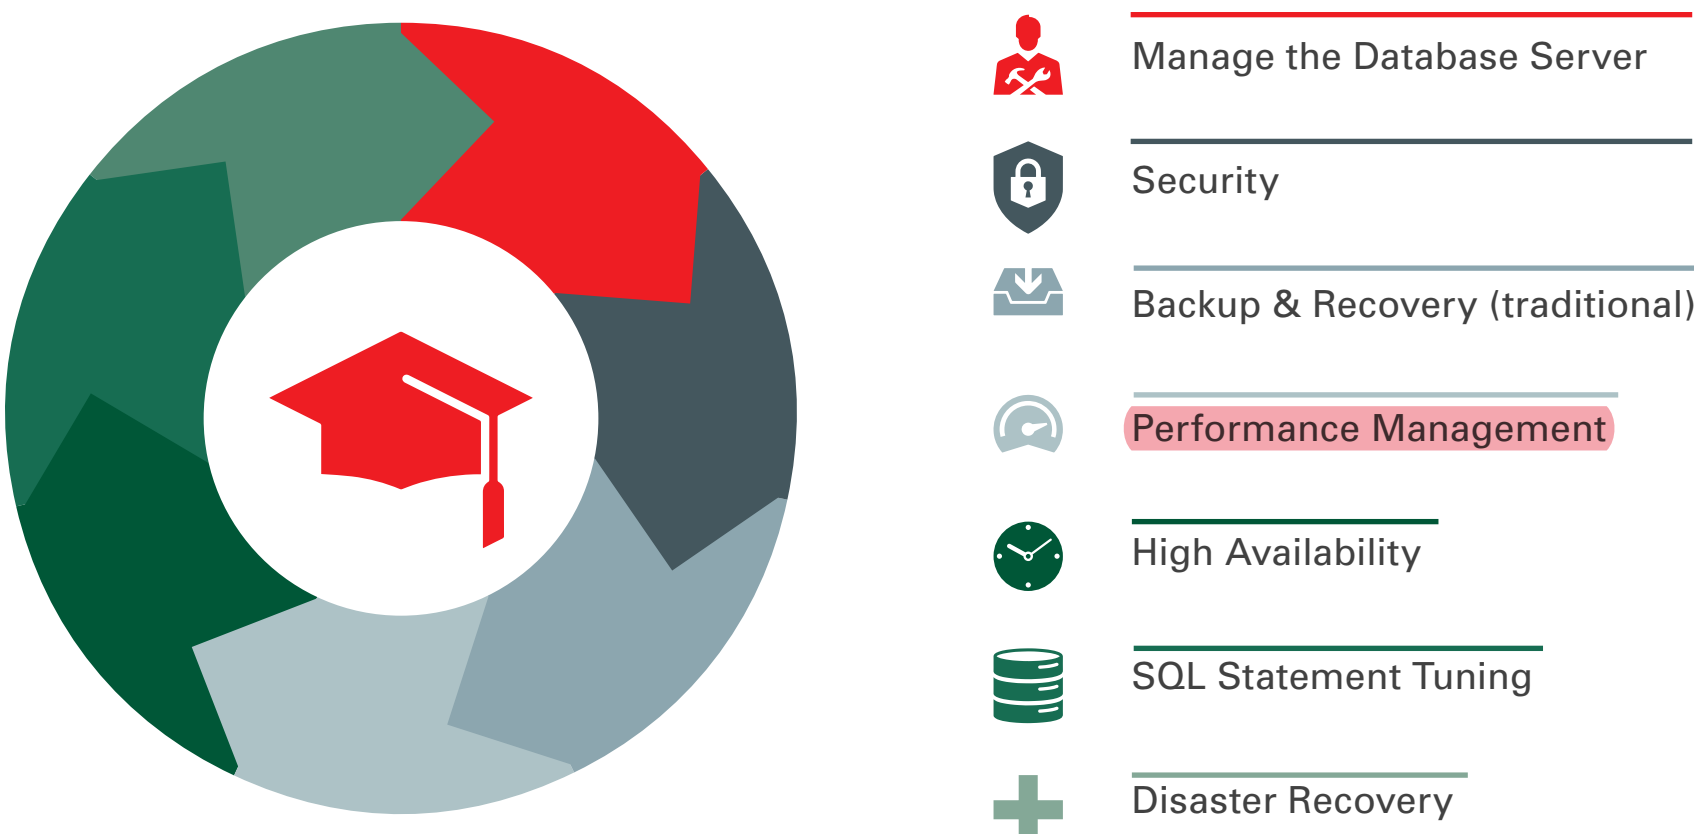 Manage the Database Server
Security
Backup & Recovery (traditional)
Performance Management
High Availability
SQL Statement Tuning
Disaster Recovery